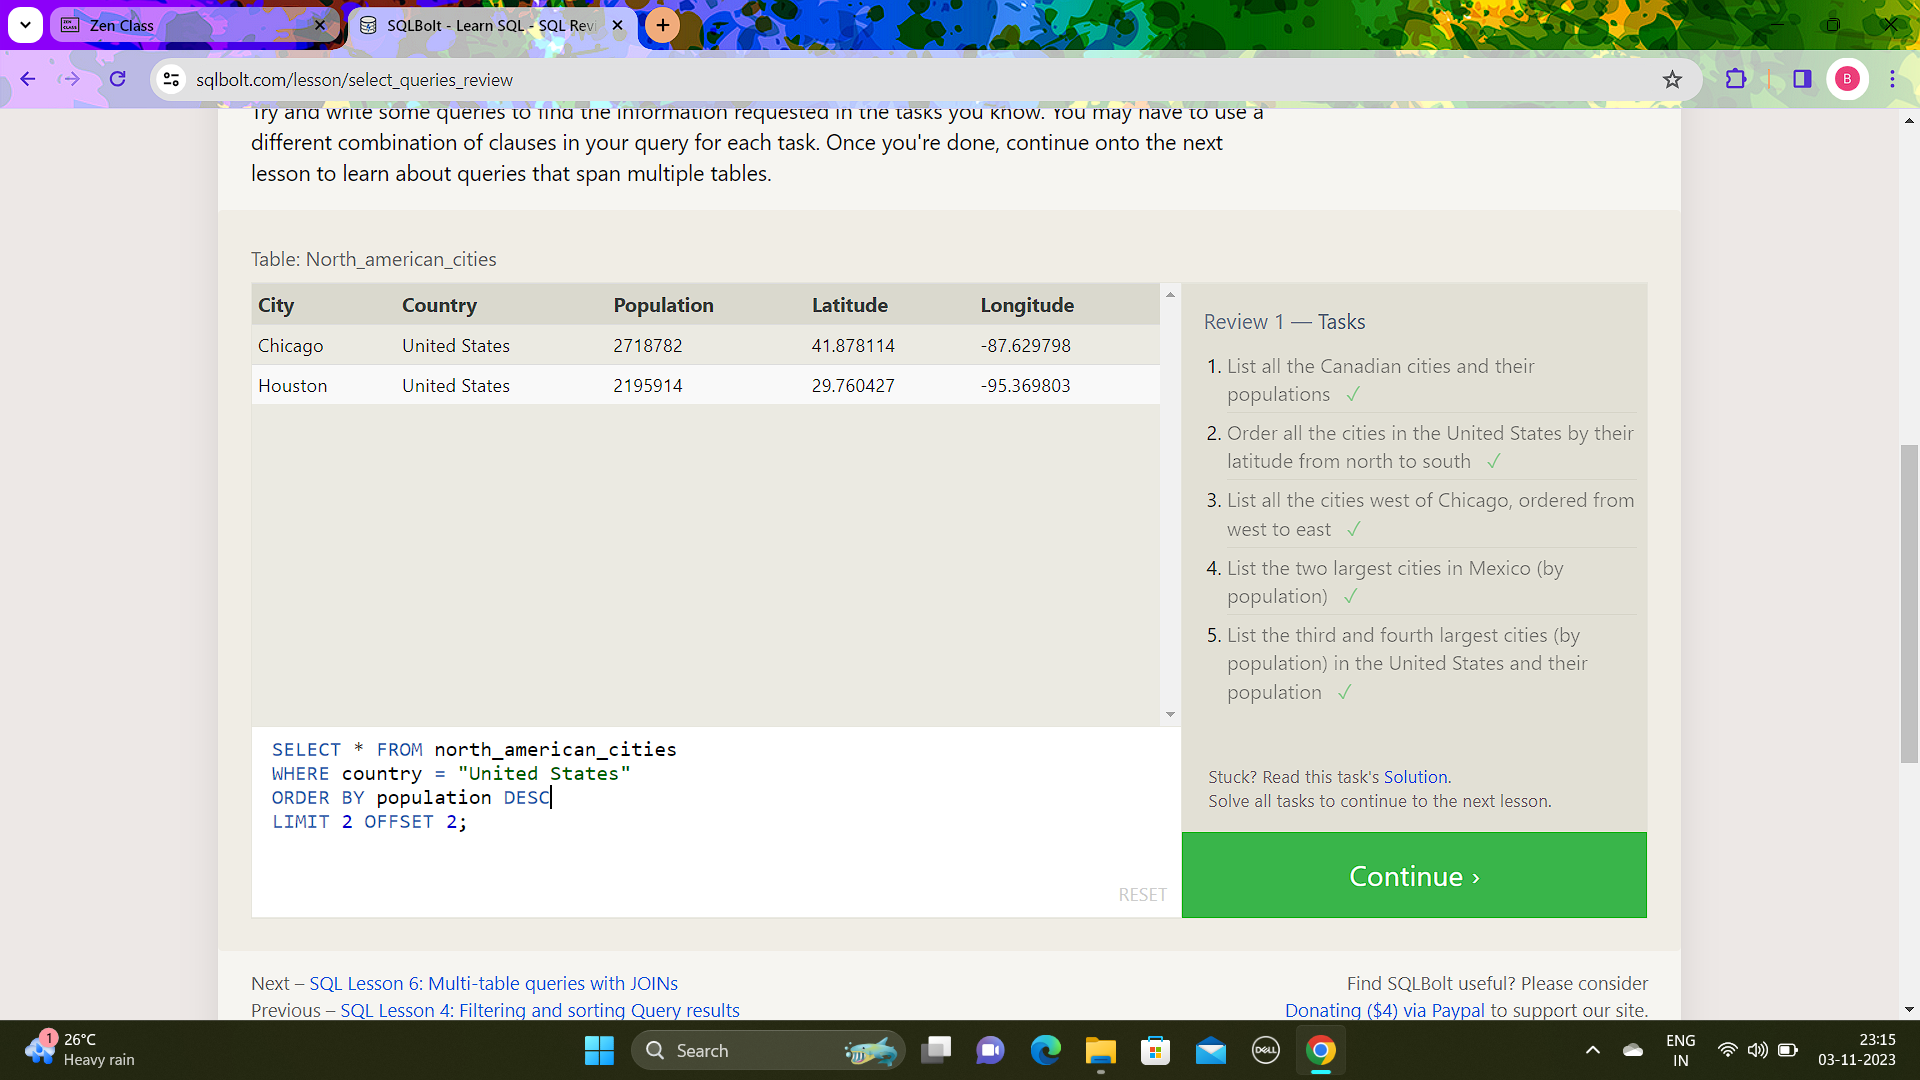 Zen Class
SQLBolt - Learn SQL - SQL Revi
sqlbolt.com/lesson/select_queries_review
B
Try and write some queries to find the information requested in the tasks you know. You may have to use a
different combination of clauses in your query for each task. Once you're done, continue onto the next
lesson to learn about queries that span multiple tables.
Table: North_american_cities
City Country Population Latitude Longitude
Chicago United States 2718782 41.878114 -87.629798
Houston United States 2195914 29.760427 -95.369803
Review 1 — Tasks
1. List all the Canadian cities and their
populations ✓
2. Order all the cities in the United States by their
latitude from north to south ✓
3. List all the cities west of Chicago, ordered from
west to east ✓
4. List the two largest cities in Mexico (by
population) ✓
5. List the third and fourth largest cities (by
population) in the United States and their
population ✓
SELECT * FROM north_american_cities
WHERE country = "United States"
ORDER BY population DESC
LIMIT 2 OFFSET 2;
RESET
Stuck? Read this task's Solution.
Solve all tasks to continue to the next lesson.
Continue ›
Next – SQL Lesson 6: Multi-table queries with JOINs
Previous – SQL Lesson 4: Filtering and sorting Query results
Find SQLBolt useful? Please consider
Donating ($4) via Paypal to support our site.
1
26°C
Heavy rain
Search
DELL
ENG
IN
23:15
03-11-2023